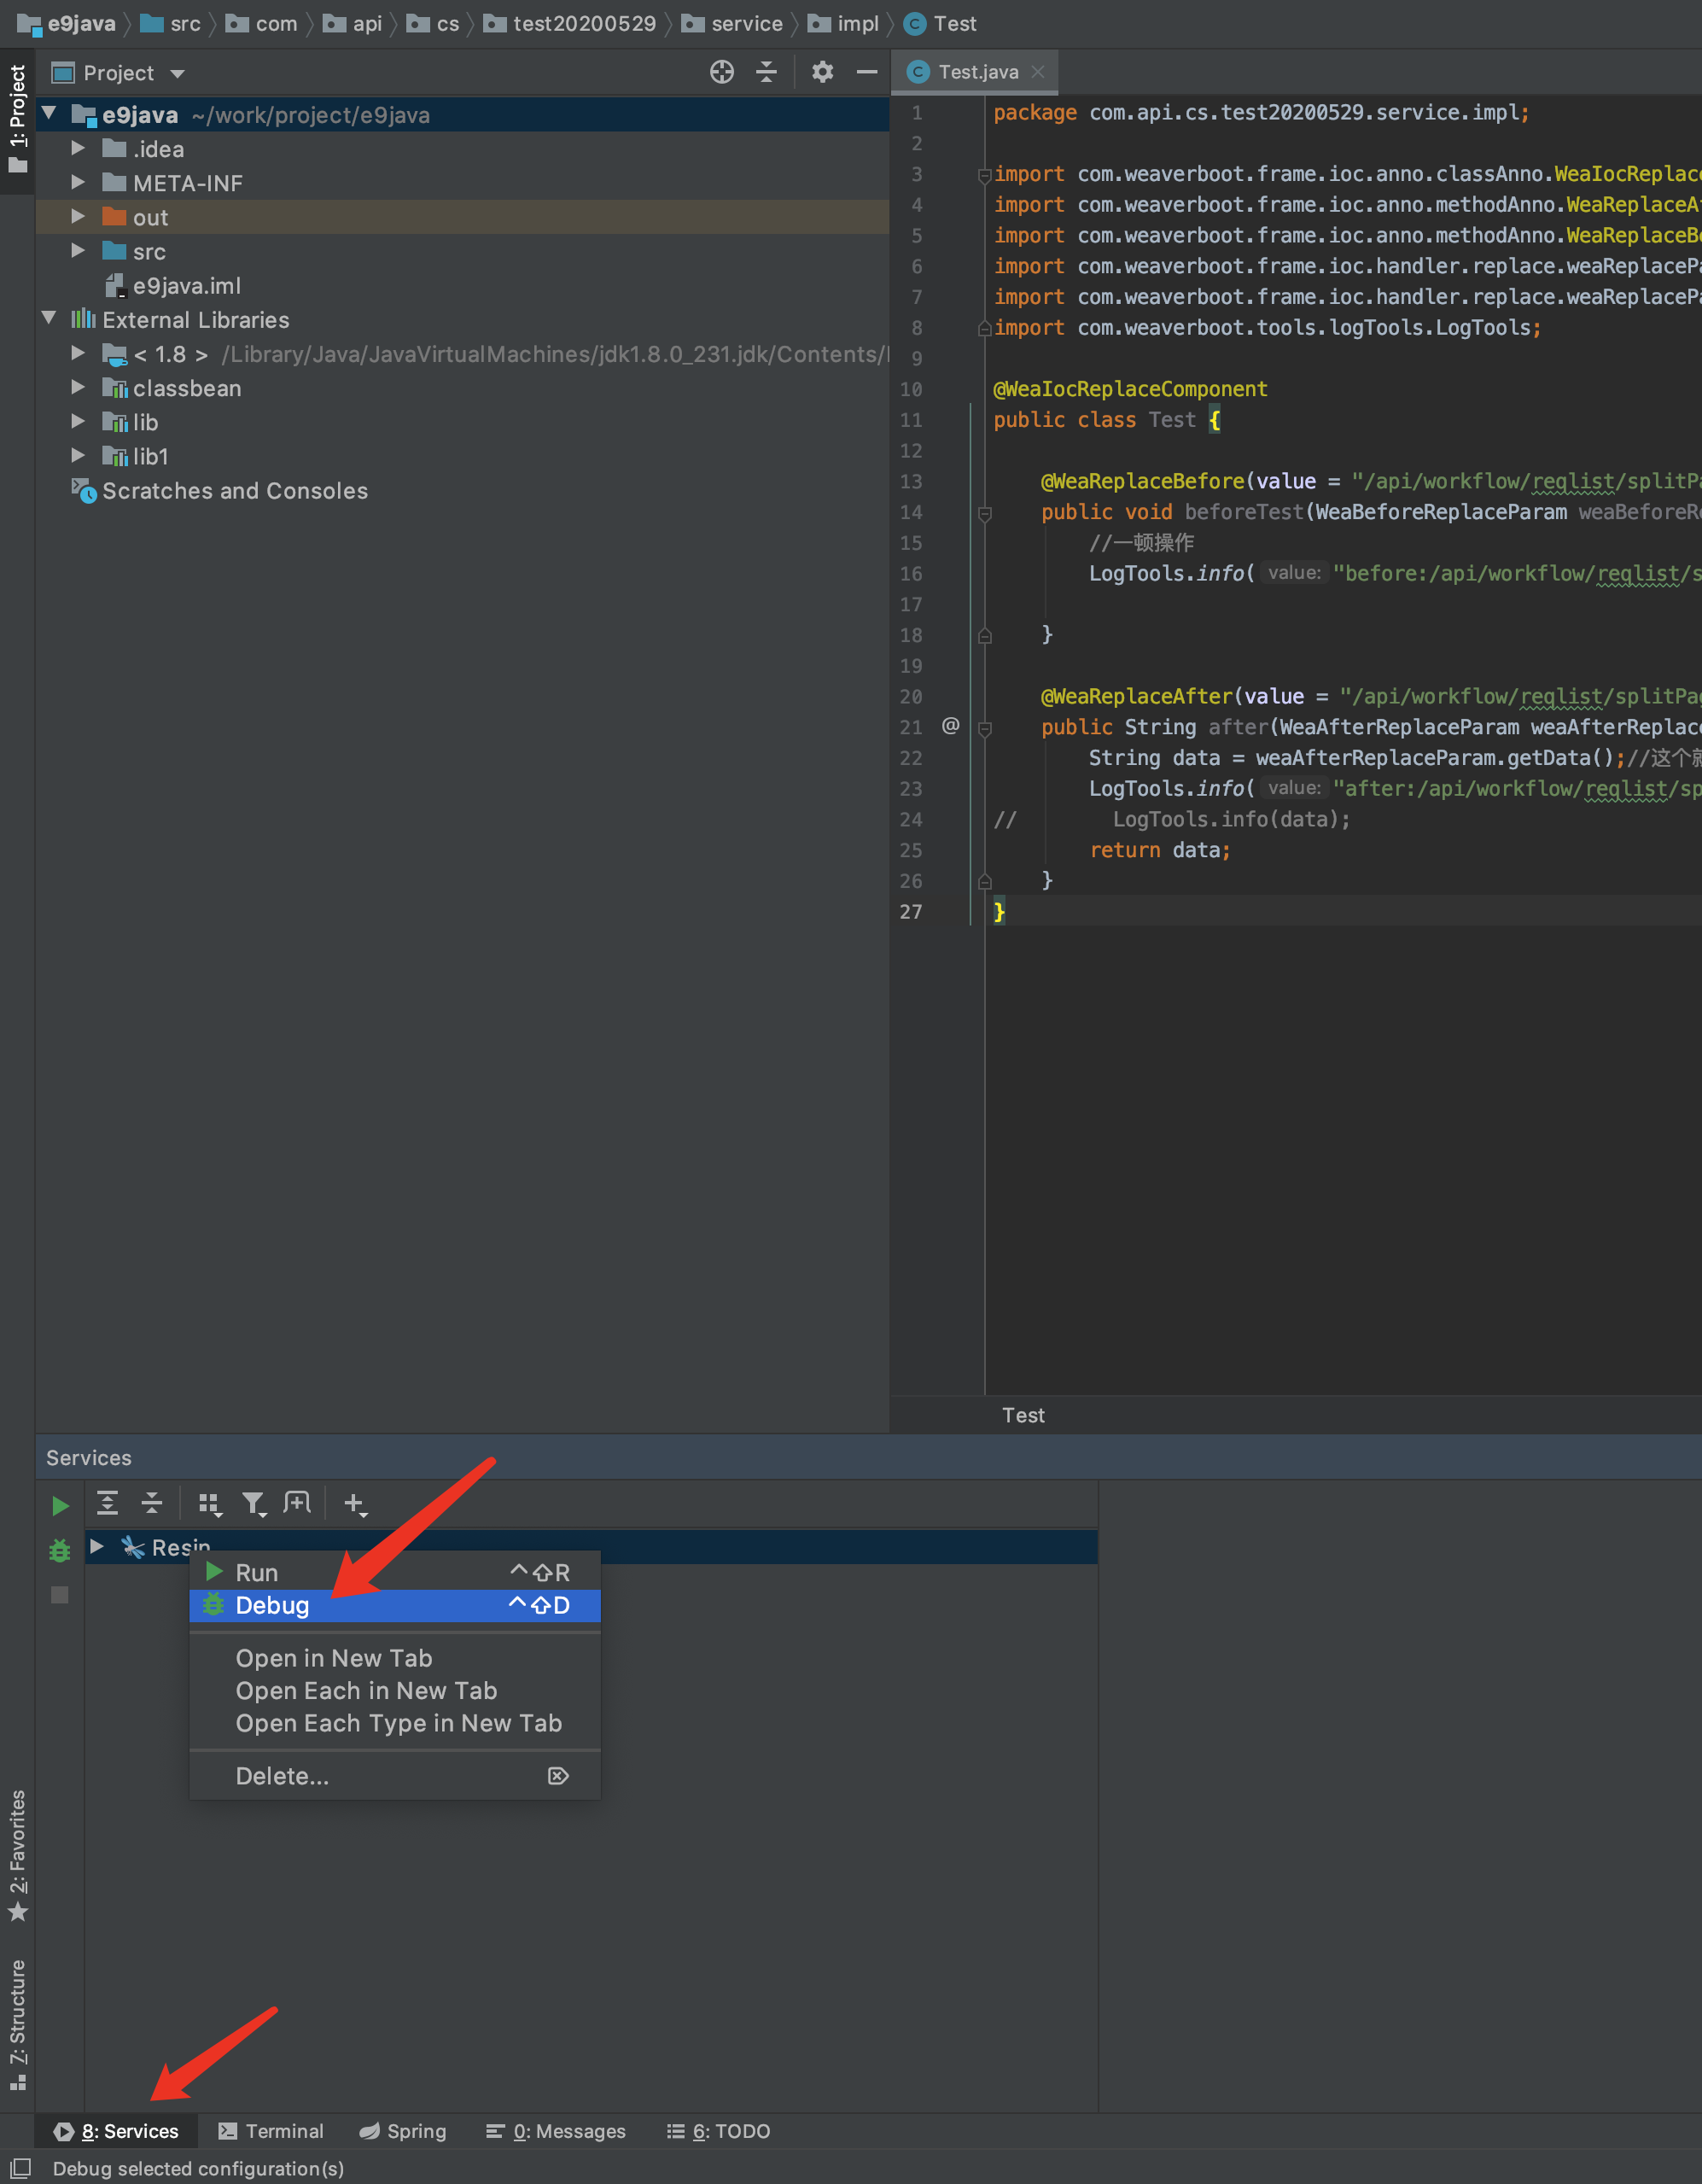 e9java src com api cs test20200529 service impl Test
1: Project
Project
Test.java
e9java ~/work/project/e9java
.idea
META-INF
out
src
e9java.iml
External Libraries
< 1.8 > /Library/Java/JavaVirtualMachines/jdk1.8.0_231.jdk/Contents/
classbean
lib
lib1
Scratches and Consoles
1 package com.api.cs.test20200529.service.impl;
2
3 import com.weaverboot.frame.ioc.anno.classAnno.WeaIocReplac
4 import com.weaverboot.frame.ioc.anno.methodAnno.WeaReplaceA
5 import com.weaverboot.frame.ioc.anno.methodAnno.WeaReplaceB
6 import com.weaverboot.frame.ioc.handler.replace.weaReplaceP
7 import com.weaverboot.frame.ioc.handler.replace.weaReplaceP
8 import com.weaverboot.tools.logTools.LogTools;
9
10 @WeaIocReplaceComponent
11 public class Test {
12
13 @WeaReplaceBefore(value = "/api/workflow/reqlist/splitP
14 public void beforeTest(WeaBeforeReplaceParam weaBeforeR
15 //一顿操作
16 LogTools.info( value: "before:/api/workflow/reqlist/s
17
18 }
19
20 @WeaReplaceAfter(value = "/api/workflow/reqlist/splitPa
21 @ public String after(WeaAfterReplaceParam weaAfterReplac
22 String data = weaAfterReplaceParam.getData();//这个就
23 LogTools.info( value: "after:/api/workflow/reqlist/sp
24 // LogTools.info(data);
25 return data;
26 }
27 }
Test
Services
Resin
Run ^⇧R
Debug ^⇧D
Open in New Tab
Open Each in New Tab
Open Each Type in New Tab
Delete...
2: Favorites
Z: Structure
8: Services Terminal Spring 0: Messages 6: TODO
Debug selected configuration(s)